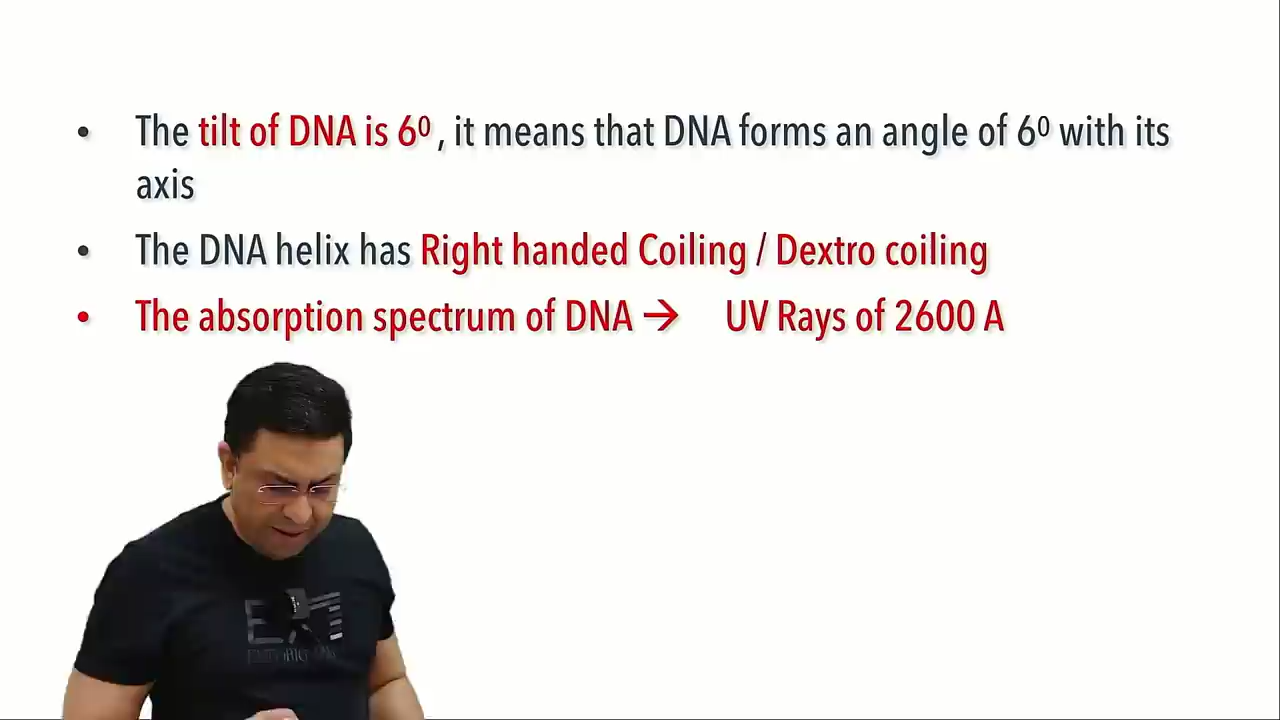 • The tilt of DNA is 6⁰ , it means that DNA forms an angle of 6⁰ with its
axis
• The DNA helix has Right handed Coiling / Dextro coiling
• The absorption spectrum of DNA → UV Rays of 2600 A